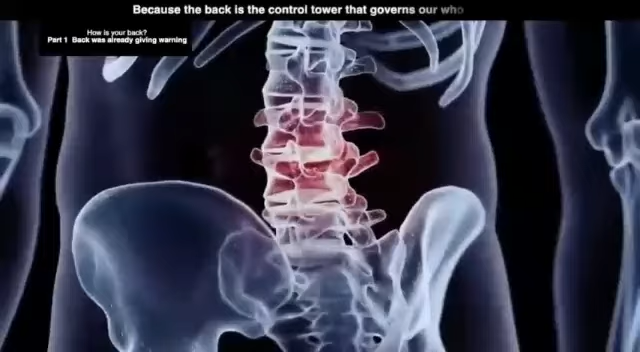 Because the back is the control tower that governs our who
How is your back?
Part 1 Back was already giving warning